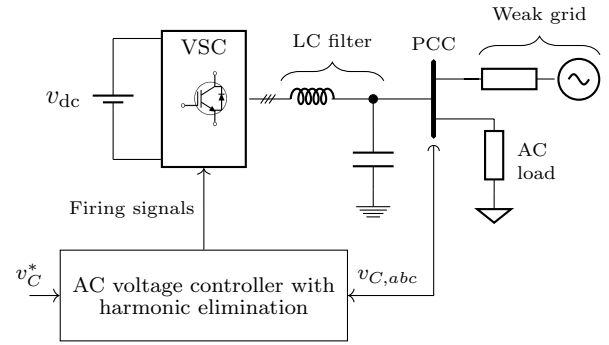 Weak grid
VSC
LC filter
PCC
v_dc
AC
load
Firing signals
v*_C
AC voltage controller with
harmonic elimination
v_C,abc